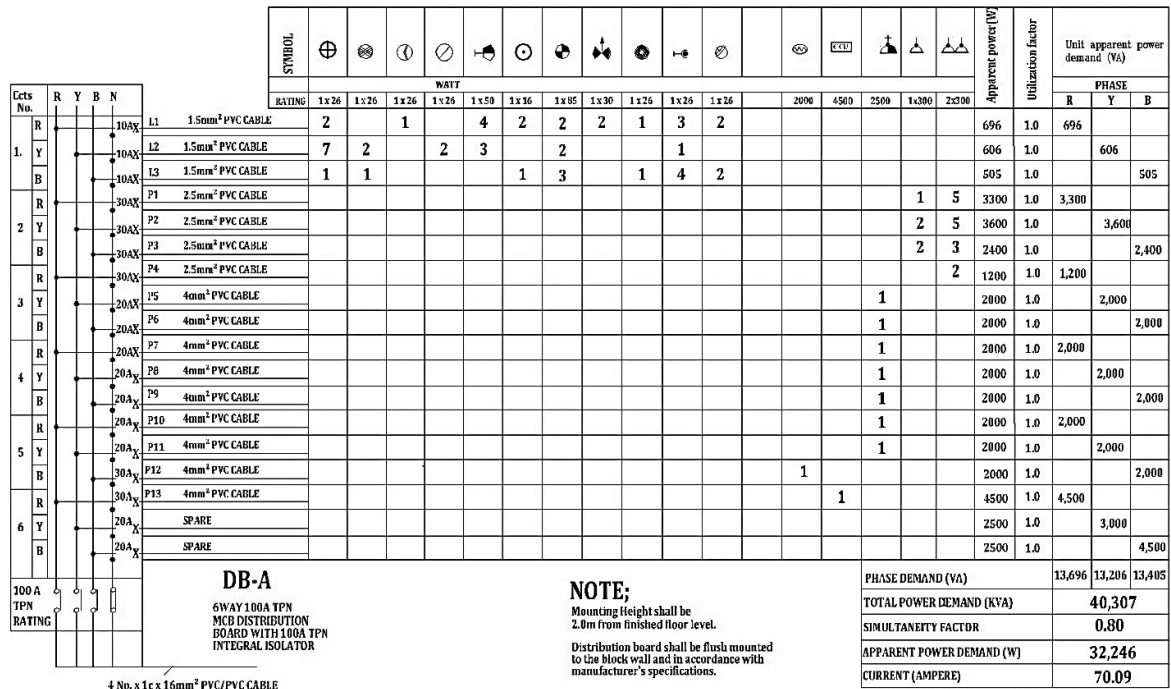 SYMBOL
Apparent power[W]
Utilization factor
Unit apparent power demand (VA)
WATT
PHASE
RATING 1x26 1x26 1x26 1x26 1x50 1x16 1x85 1x30 1x26 1x26 1x26 2000 4500 2500 1x300 2x300 R Y B
Ccts No. R Y B N
1. R 10AX L1 1.5mm² PVC CABLE 2 1 4 2 2 2 1 3 2 696 1.0 696
Y 10AX L2 1.5mm² PVC CABLE 7 2 2 3 2 1 606 1.0 606
B 10AX L3 1.5mm² PVC CABLE 1 1 1 3 1 4 2 505 1.0 505
2 R 30AX P1 2.5mm² PVC CABLE 1 5 3300 1.0 3,300
Y 30AX P2 2.5mm² PVC CABLE 2 5 3600 1.0 3,600
B 30AX P3 2.5mm² PVC CABLE 2 3 2400 1.0 2,400
3 R 30AX P4 2.5mm² PVC CABLE 2 1200 1.0 1,200
Y 20AX P5 4mm² PVC CABLE 1 2000 1.0 2,000
B 20AX P6 4mm² PVC CABLE 1 2000 1.0 2,000
4 R 20AX P7 4mm² PVC CABLE 1 2000 1.0 2,000
Y 20AX P8 4mm² PVC CABLE 1 2000 1.0 2,000
B 20AX P9 4mm² PVC CABLE 1 2000 1.0 2,000
5 R 20AX P10 4mm² PVC CABLE 1 2000 1.0 2,000
Y 20AX P11 4mm² PVC CABLE 1 2000 1.0 2,000
B 30AX P12 4mm² PVC CABLE 1 2000 1.0 2,000
6 R 30AX P13 4mm² PVC CABLE 1 4500 1.0 4,500
Y 20AX SPARE 2500 1.0 3,000
B 20AX SPARE 2500 1.0 4,500
100 A
TPN
RATING
4 No. x 1c x 16mm² PVC/PVC CABLE
DB-A
6WAY 100A TPN
MCB DISTRIBUTION
BOARD WITH 100A TPN
INTEGRAL ISOLATOR
NOTE;
Mounting Height shall be
2.0m from finished floor level.
Distribution board shall be flush mounted
to the block wall and in accordance with
manufacturer's specifications.
PHASE DEMAND (VA) 13,696 13,206 13,405
TOTAL POWER DEMAND (KVA) 40,307
SIMULTANEITY FACTOR 0.80
APPARENT POWER DEMAND (W) 32,246
CURRENT (AMPERE) 70.09